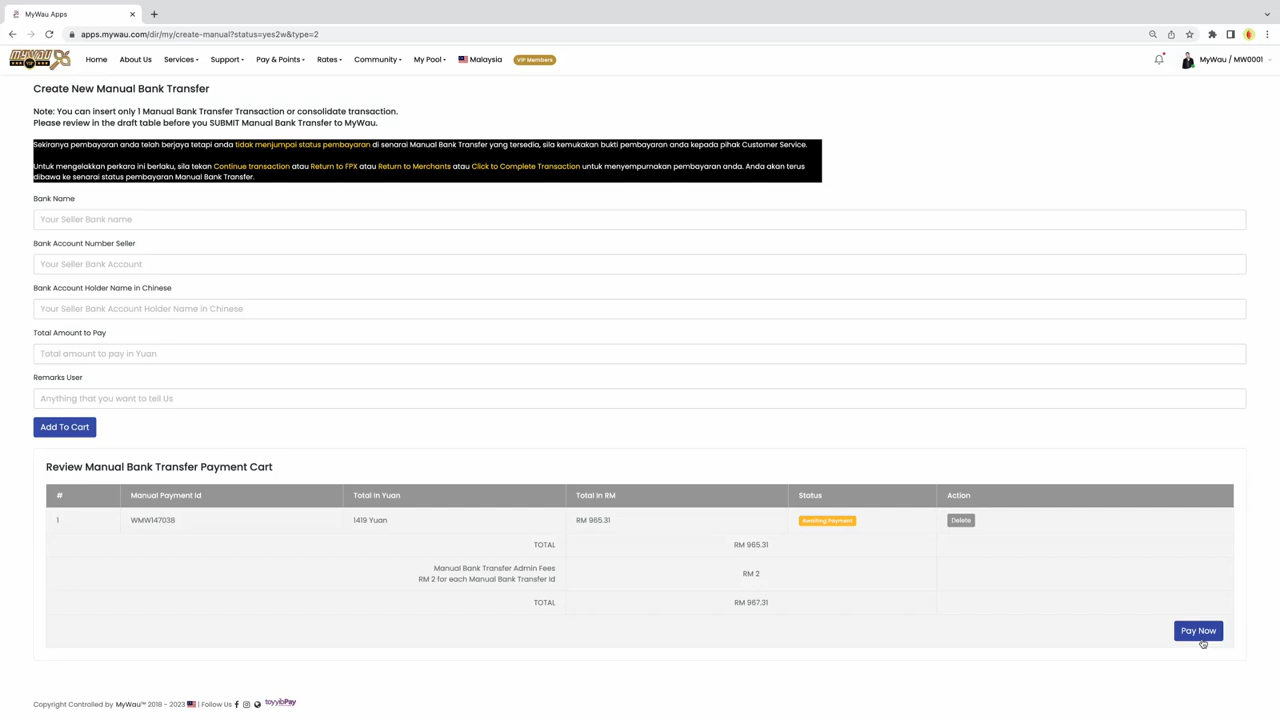 MyWau Apps
apps.mywau.com/dir/my/create-manual?status=yes2w&type=2
MYWAU
Home
About Us
Services
Support
Pay & Points
Rates
Community
My Pool
Malaysia
VIP Members
MyWau / MW0001
Create New Manual Bank Transfer
Note: You can insert only 1 Manual Bank Transfer Transaction or consolidate transaction.
Please review in the draft table before you SUBMIT Manual Bank Transfer to MyWau.
Sekiranya pembayaran anda telah berjaya tetapi anda tidak menjumpai status pembayaran di senarai Manual Bank Transfer yang tersedia, sila kemukakan bukti pembayaran anda kepada pihak Customer Service.
Untuk mengelakkan perkara ini berlaku, sila tekan Continue transaction atau Return to FPX atau Return to Merchants atau Click to Complete Transaction untuk menyempurnakan pembayaran anda. Anda akan terus
dibawa ke senarai status pembayaran Manual Bank Transfer.
Bank Name
Your Seller Bank name
Bank Account Number Seller
Your Seller Bank Account
Bank Account Holder Name in Chinese
Your Seller Bank Account Holder Name in Chinese
Total Amount to Pay
Total amount to pay in Yuan
Remarks User
Anything that you want to tell Us
Add To Cart
Review Manual Bank Transfer Payment Cart
# Manual Payment Id Total In Yuan Total In RM Status Action
1 WMW147038 1419 Yuan RM 965.31 Awaiting Payment Delete
TOTAL RM 965.31
Manual Bank Transfer Admin Fees
RM 2 for each Manual Bank Transfer Id RM 2
TOTAL RM 967.31
Pay Now
Copyright Controlled by MyWau™ 2018 - 2023 | Follow Us toyyibPay